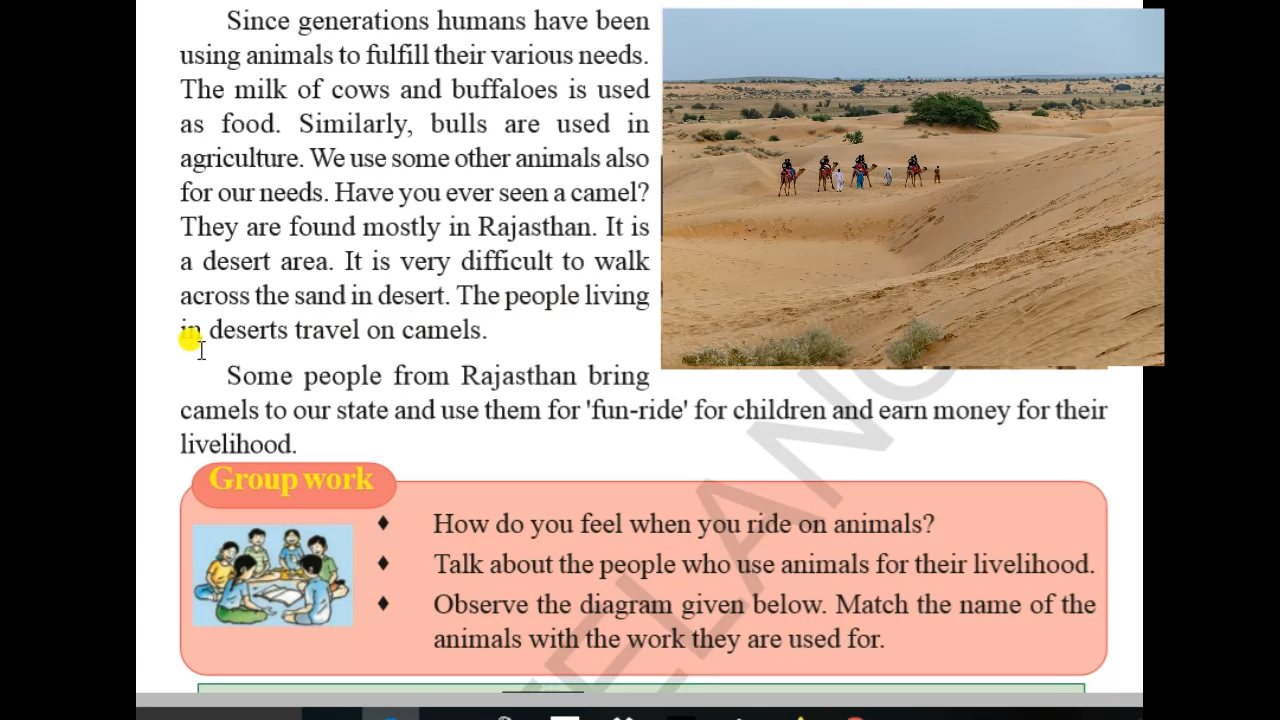 Since generations humans have been
using animals to fulfill their various needs.
The milk of cows and buffaloes is used
as food. Similarly, bulls are used in
agriculture. We use some other animals also
for our needs. Have you ever seen a camel?
They are found mostly in Rajasthan. It is
a desert area. It is very difficult to walk
across the sand in desert. The people living
in deserts travel on camels.
Some people from Rajasthan bring
camels to our state and use them for 'fun-ride' for children and earn money for their
livelihood.
Group work
♦ How do you feel when you ride on animals?
♦ Talk about the people who use animals for their livelihood.
♦ Observe the diagram given below. Match the name of the
animals with the work they are used for.